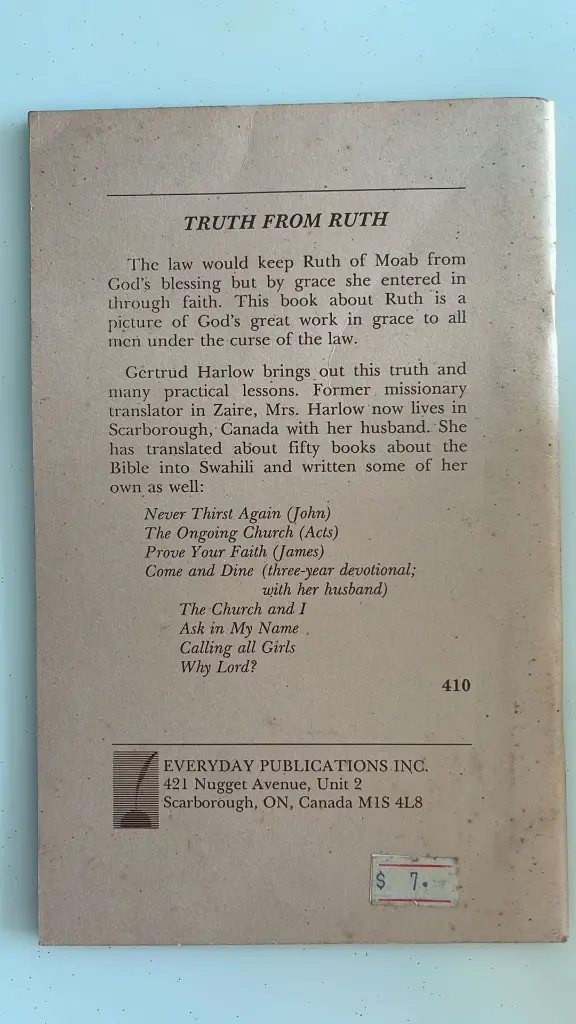 TRUTH FROM RUTH
The law would keep Ruth of Moab from
God's blessing but by grace she entered in
through faith. This book about Ruth is a
picture of God's great work in grace to all
men under the curse of the law.
Gertrud Harlow brings out this truth and
many practical lessons. Former missionary
translator in Zaire, Mrs. Harlow now lives in
Scarborough, Canada with her husband. She
has translated about fifty books about the
Bible into Swahili and written some of her
own as well:
Never Thirst Again (John)
The Ongoing Church (Acts)
Prove Your Faith (James)
Come and Dine (three-year devotional;
with her husband)
The Church and I
Ask in My Name
Calling all Girls
Why Lord?
410
EVERYDAY PUBLICATIONS INC.
421 Nugget Avenue, Unit 2
Scarborough, ON, Canada M1S 4L8
$ 7.